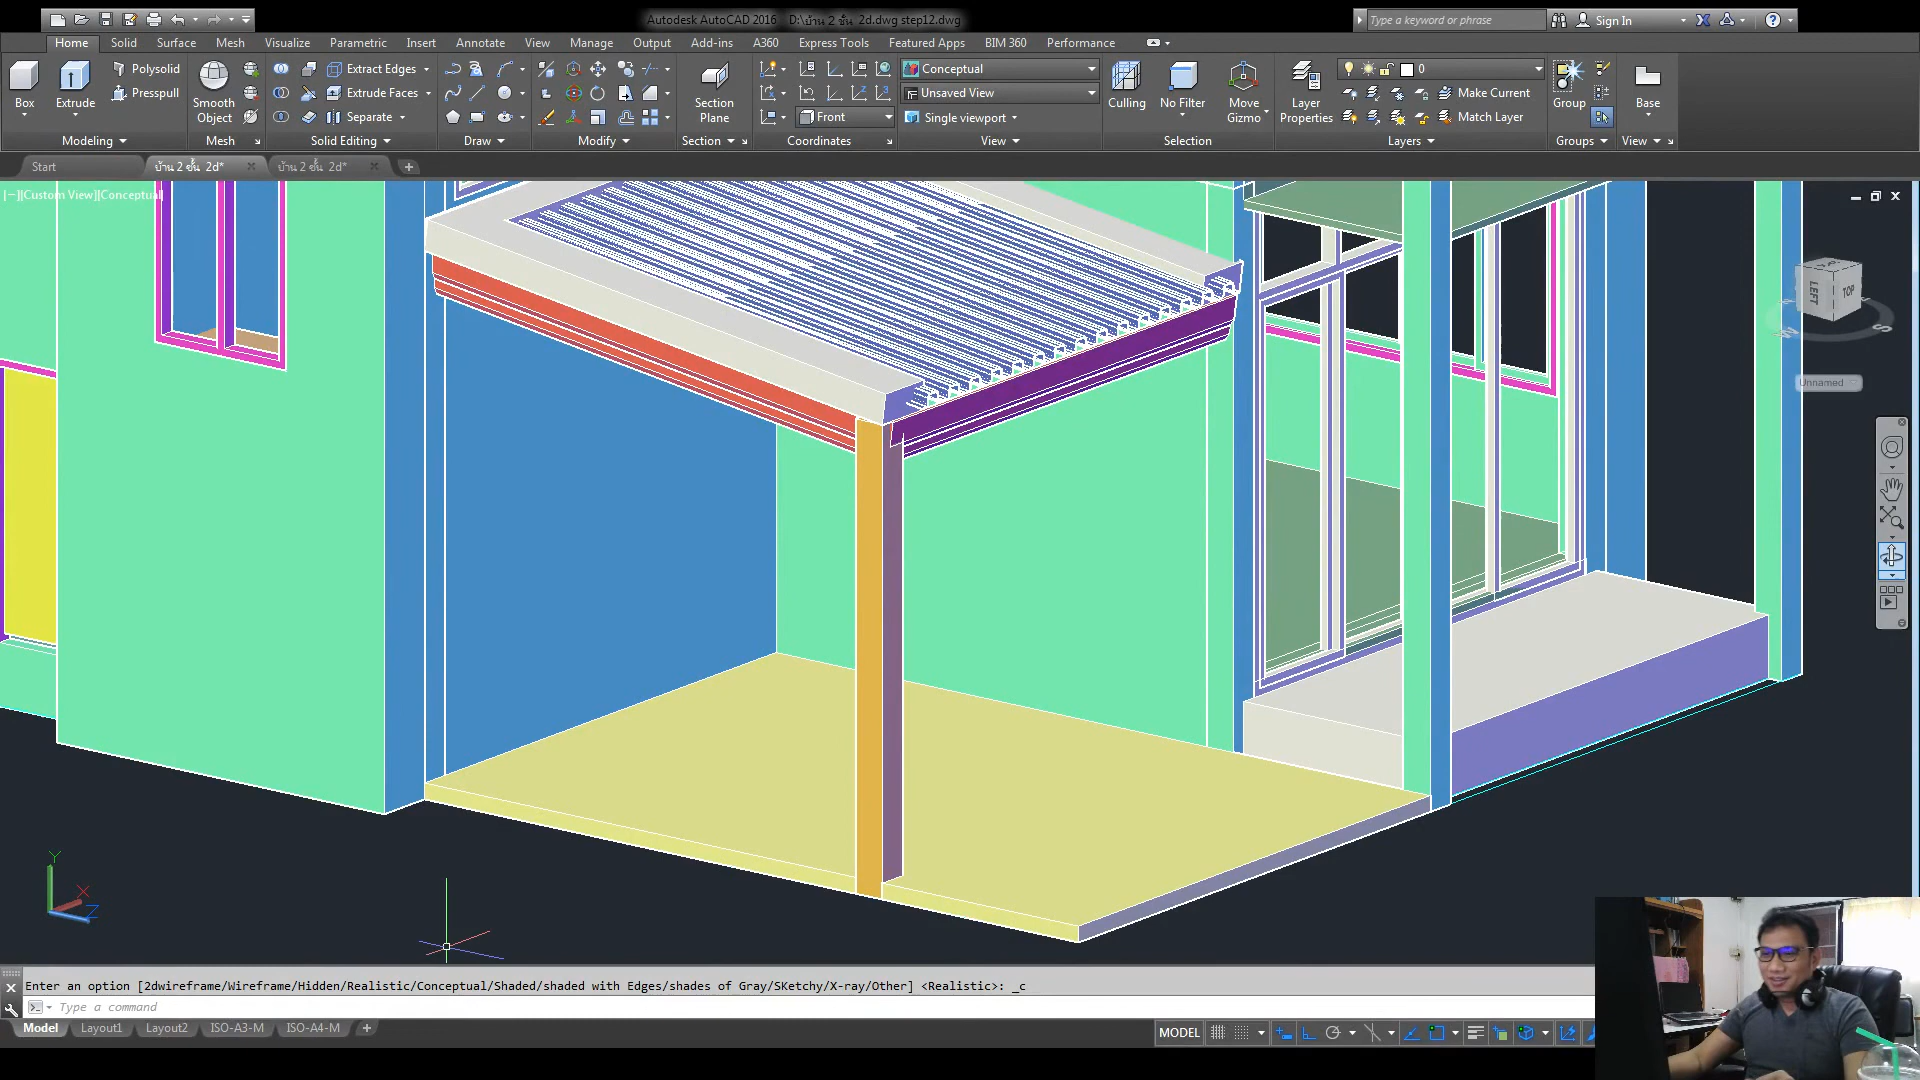 Autodesk AutoCAD 2016 D:\บ้าน 2 ชั้น 2d.dwg step12.dwg
Type a keyword or phrase
Sign In
Home Solid Surface Mesh Visualize Parametric Insert Annotate View Manage Output Add-ins A360 Express Tools Featured Apps BIM 360 Performance
Polysolid Extract Edges Conceptual 0
Presspull Extrude Faces Unsaved View Make Current
Box Extrude Smooth Object Separate Section Plane Front Single viewport Culling No Filter Move Gizmo Layer Properties Match Layer Group Base
Modeling Mesh Solid Editing Draw Modify Section Coordinates View Selection Layers Groups View
Start บ้าน 2 ชั้น 2d* บ้าน 2 ชั้น 2d*
[−][Custom View][Conceptual]
LEFT TOP
S
Unnamed
Y
X
Z
Enter an option [2dwireframe/Wireframe/Hidden/Realistic/Conceptual/Shaded/shaded with Edges/shades of Gray/SKetchy/X-ray/Other] <Realistic>: _c
Type a command
Model Layout1 Layout2 ISO-A3-M ISO-A4-M
MODEL